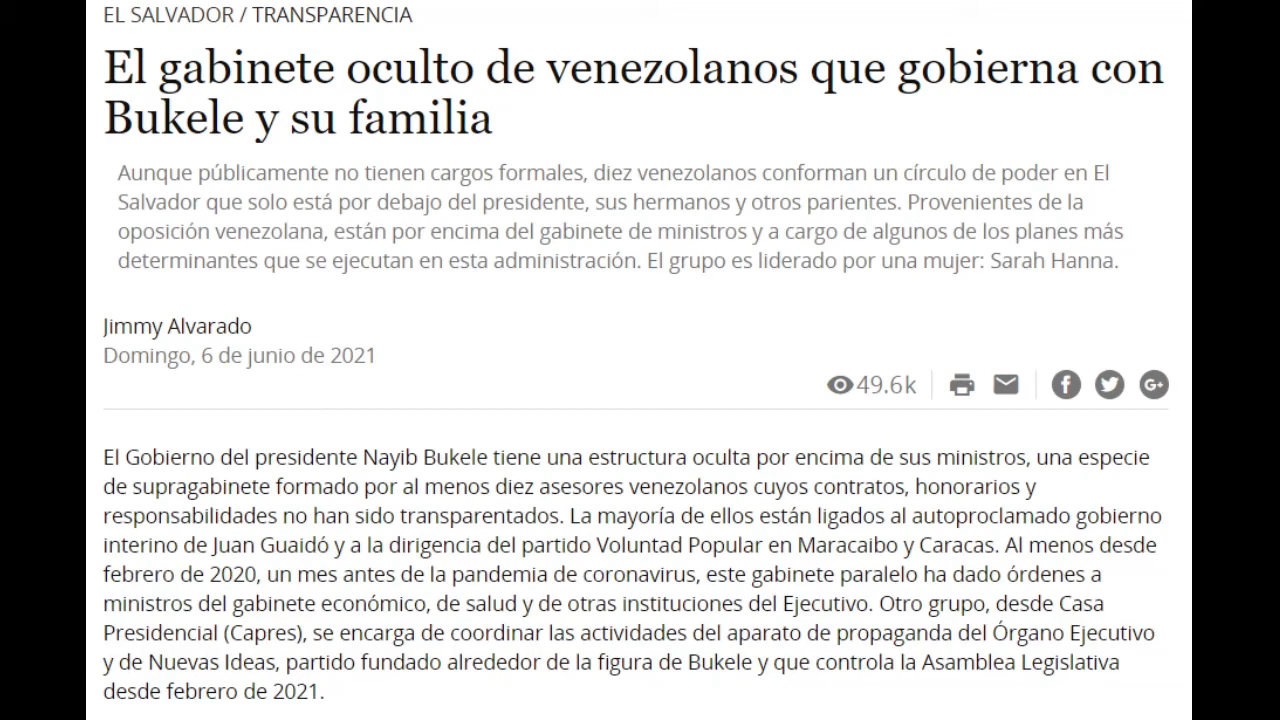 EL SALVADOR / TRANSPARENCIA
El gabinete oculto de venezolanos que gobierna con
Bukele y su familia
Aunque públicamente no tienen cargos formales, diez venezolanos conforman un círculo de poder en El
Salvador que solo está por debajo del presidente, sus hermanos y otros parientes. Provenientes de la
oposición venezolana, están por encima del gabinete de ministros y a cargo de algunos de los planes más
determinantes que se ejecutan en esta administración. El grupo es liderado por una mujer: Sarah Hanna.
Jimmy Alvarado
Domingo, 6 de junio de 2021
49.6k
f
G+
El Gobierno del presidente Nayib Bukele tiene una estructura oculta por encima de sus ministros, una especie
de supragabinete formado por al menos diez asesores venezolanos cuyos contratos, honorarios y
responsabilidades no han sido transparentados. La mayoría de ellos están ligados al autoproclamado gobierno
interino de Juan Guaidó y a la dirigencia del partido Voluntad Popular en Maracaibo y Caracas. Al menos desde
febrero de 2020, un mes antes de la pandemia de coronavirus, este gabinete paralelo ha dado órdenes a
ministros del gabinete económico, de salud y de otras instituciones del Ejecutivo. Otro grupo, desde Casa
Presidencial (Capres), se encarga de coordinar las actividades del aparato de propaganda del Órgano Ejecutivo
y de Nuevas Ideas, partido fundado alrededor de la figura de Bukele y que controla la Asamblea Legislativa
desde febrero de 2021.